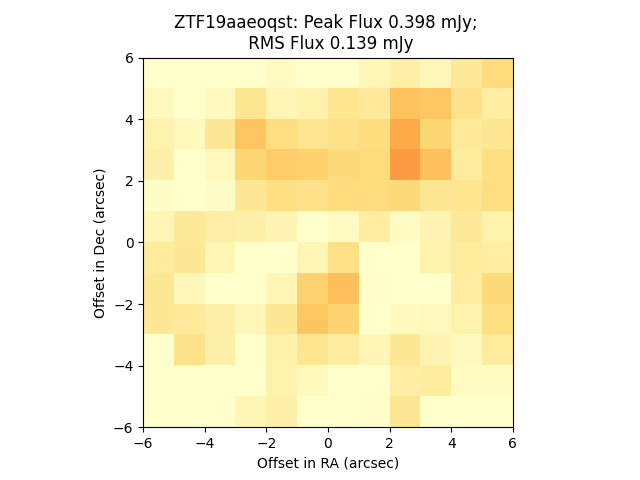 ZTF19aaeoqst: Peak Flux 0.398 mJy;
RMS Flux 0.139 mJy
6
4
2
0
−2
−4
−6
Offset in Dec (arcsec)
−6 −4 −2 0 2 4 6
Offset in RA (arcsec)